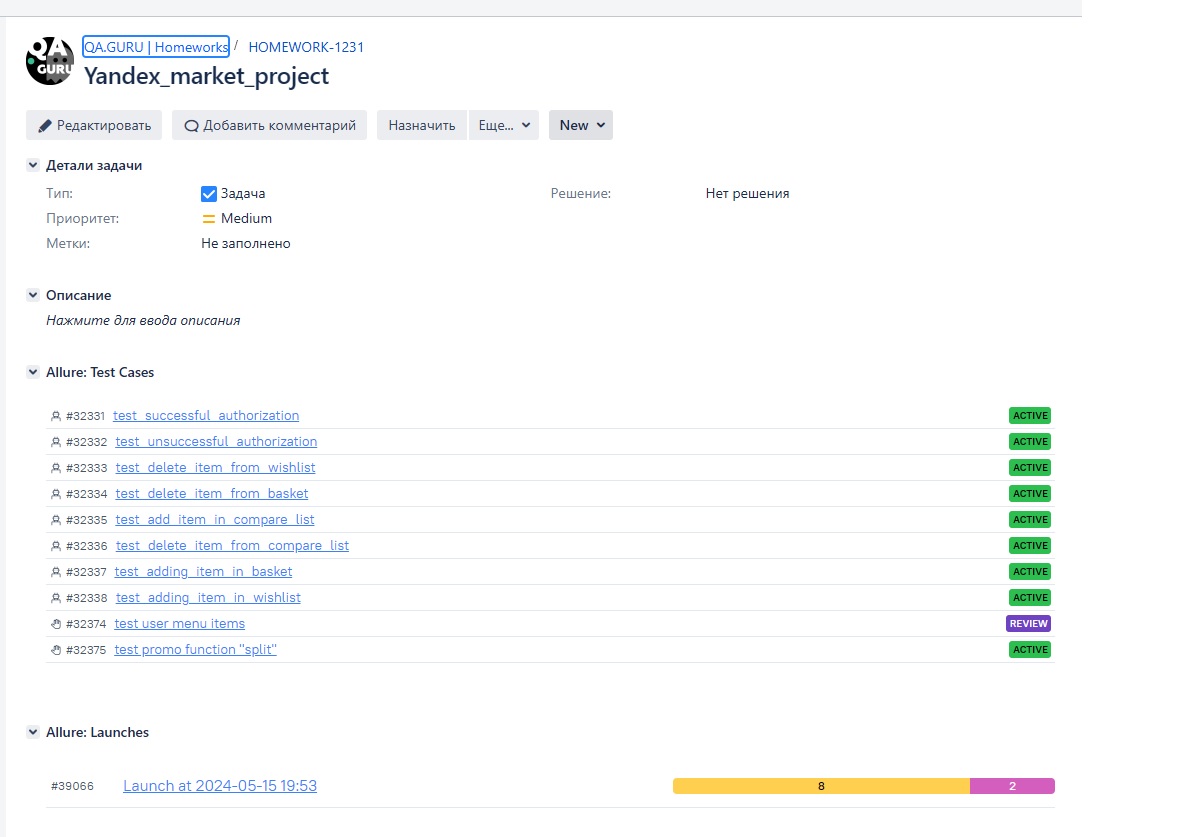 QA
GURU
QA.GURU | Homeworks / HOMEWORK-1231
Yandex_market_project
Редактировать Добавить комментарий Назначить Еще... New
Детали задачи
Тип: Задача Решение: Нет решения
Приоритет: Medium
Метки: Не заполнено
Описание
Нажмите для ввода описания
Allure: Test Cases
#32331 test_successful_authorization ACTIVE
#32332 test_unsuccessful_authorization ACTIVE
#32333 test_delete_item_from_wishlist ACTIVE
#32334 test_delete_item_from_basket ACTIVE
#32335 test_add_item_in_compare_list ACTIVE
#32336 test_delete_item_from_compare_list ACTIVE
#32337 test_adding_item_in_basket ACTIVE
#32338 test_adding_item_in_wishlist ACTIVE
#32374 test user menu items REVIEW
#32375 test promo function "split" ACTIVE
Allure: Launches
#39066 Launch at 2024-05-15 19:53 8 2